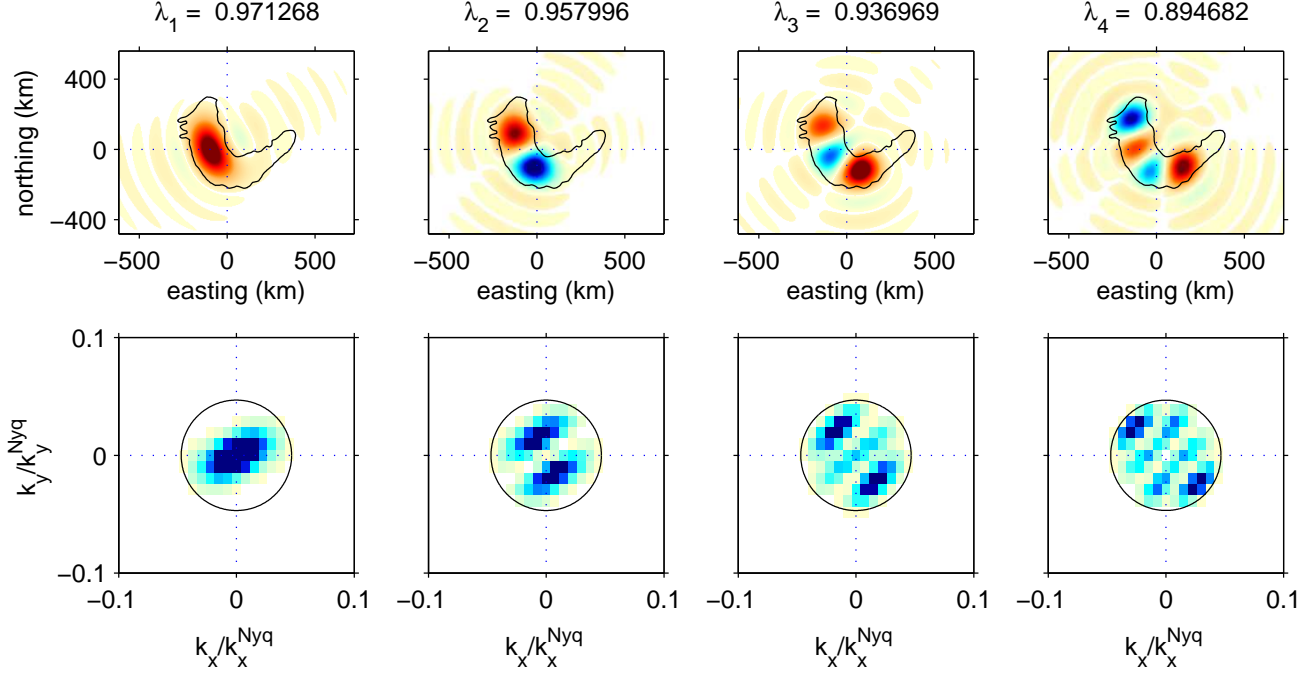 λ1 = 0.971268
λ2 = 0.957996
λ3 = 0.936969
λ4 = 0.894682
northing (km)
400
0
−400
−500 0 500
−500 0 500
−500 0 500
−500 0 500
easting (km)
easting (km)
easting (km)
easting (km)
ky/kyNyq
0.1
0
−0.1
−0.1 0 0.1
−0.1 0 0.1
−0.1 0 0.1
−0.1 0 0.1
kx/kxNyq
kx/kxNyq
kx/kxNyq
kx/kxNyq